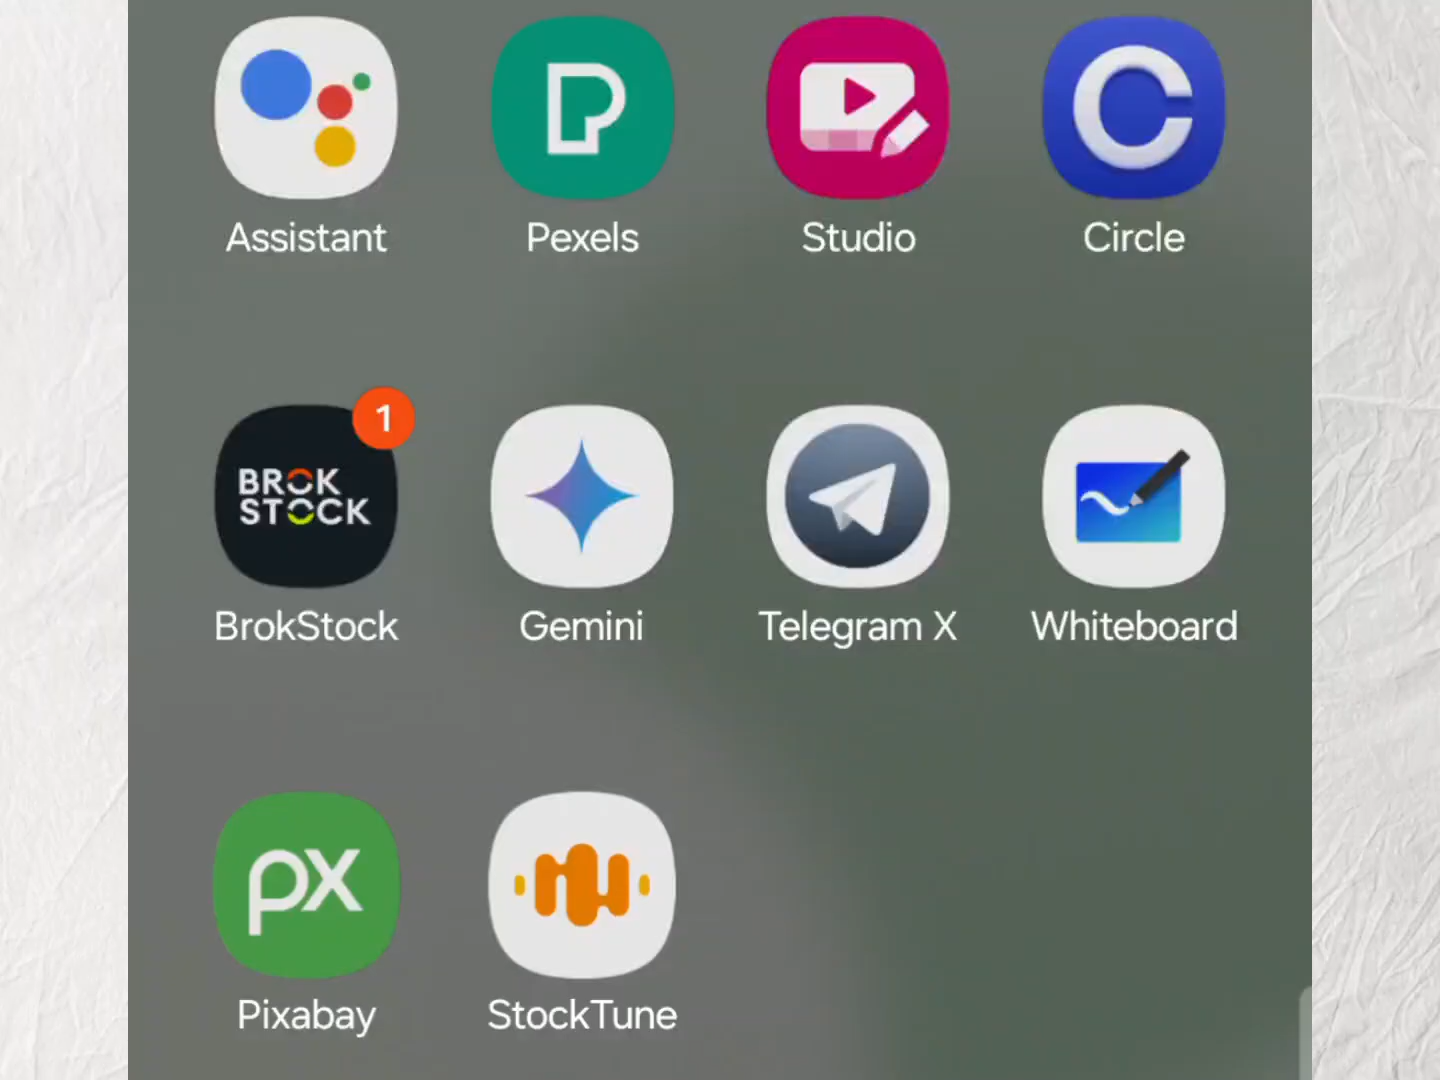 Assistant
Pexels
Studio
Circle
1
BROK
STOCK
BrokStock
Gemini
Telegram X
Whiteboard
px
Pixabay
StockTune